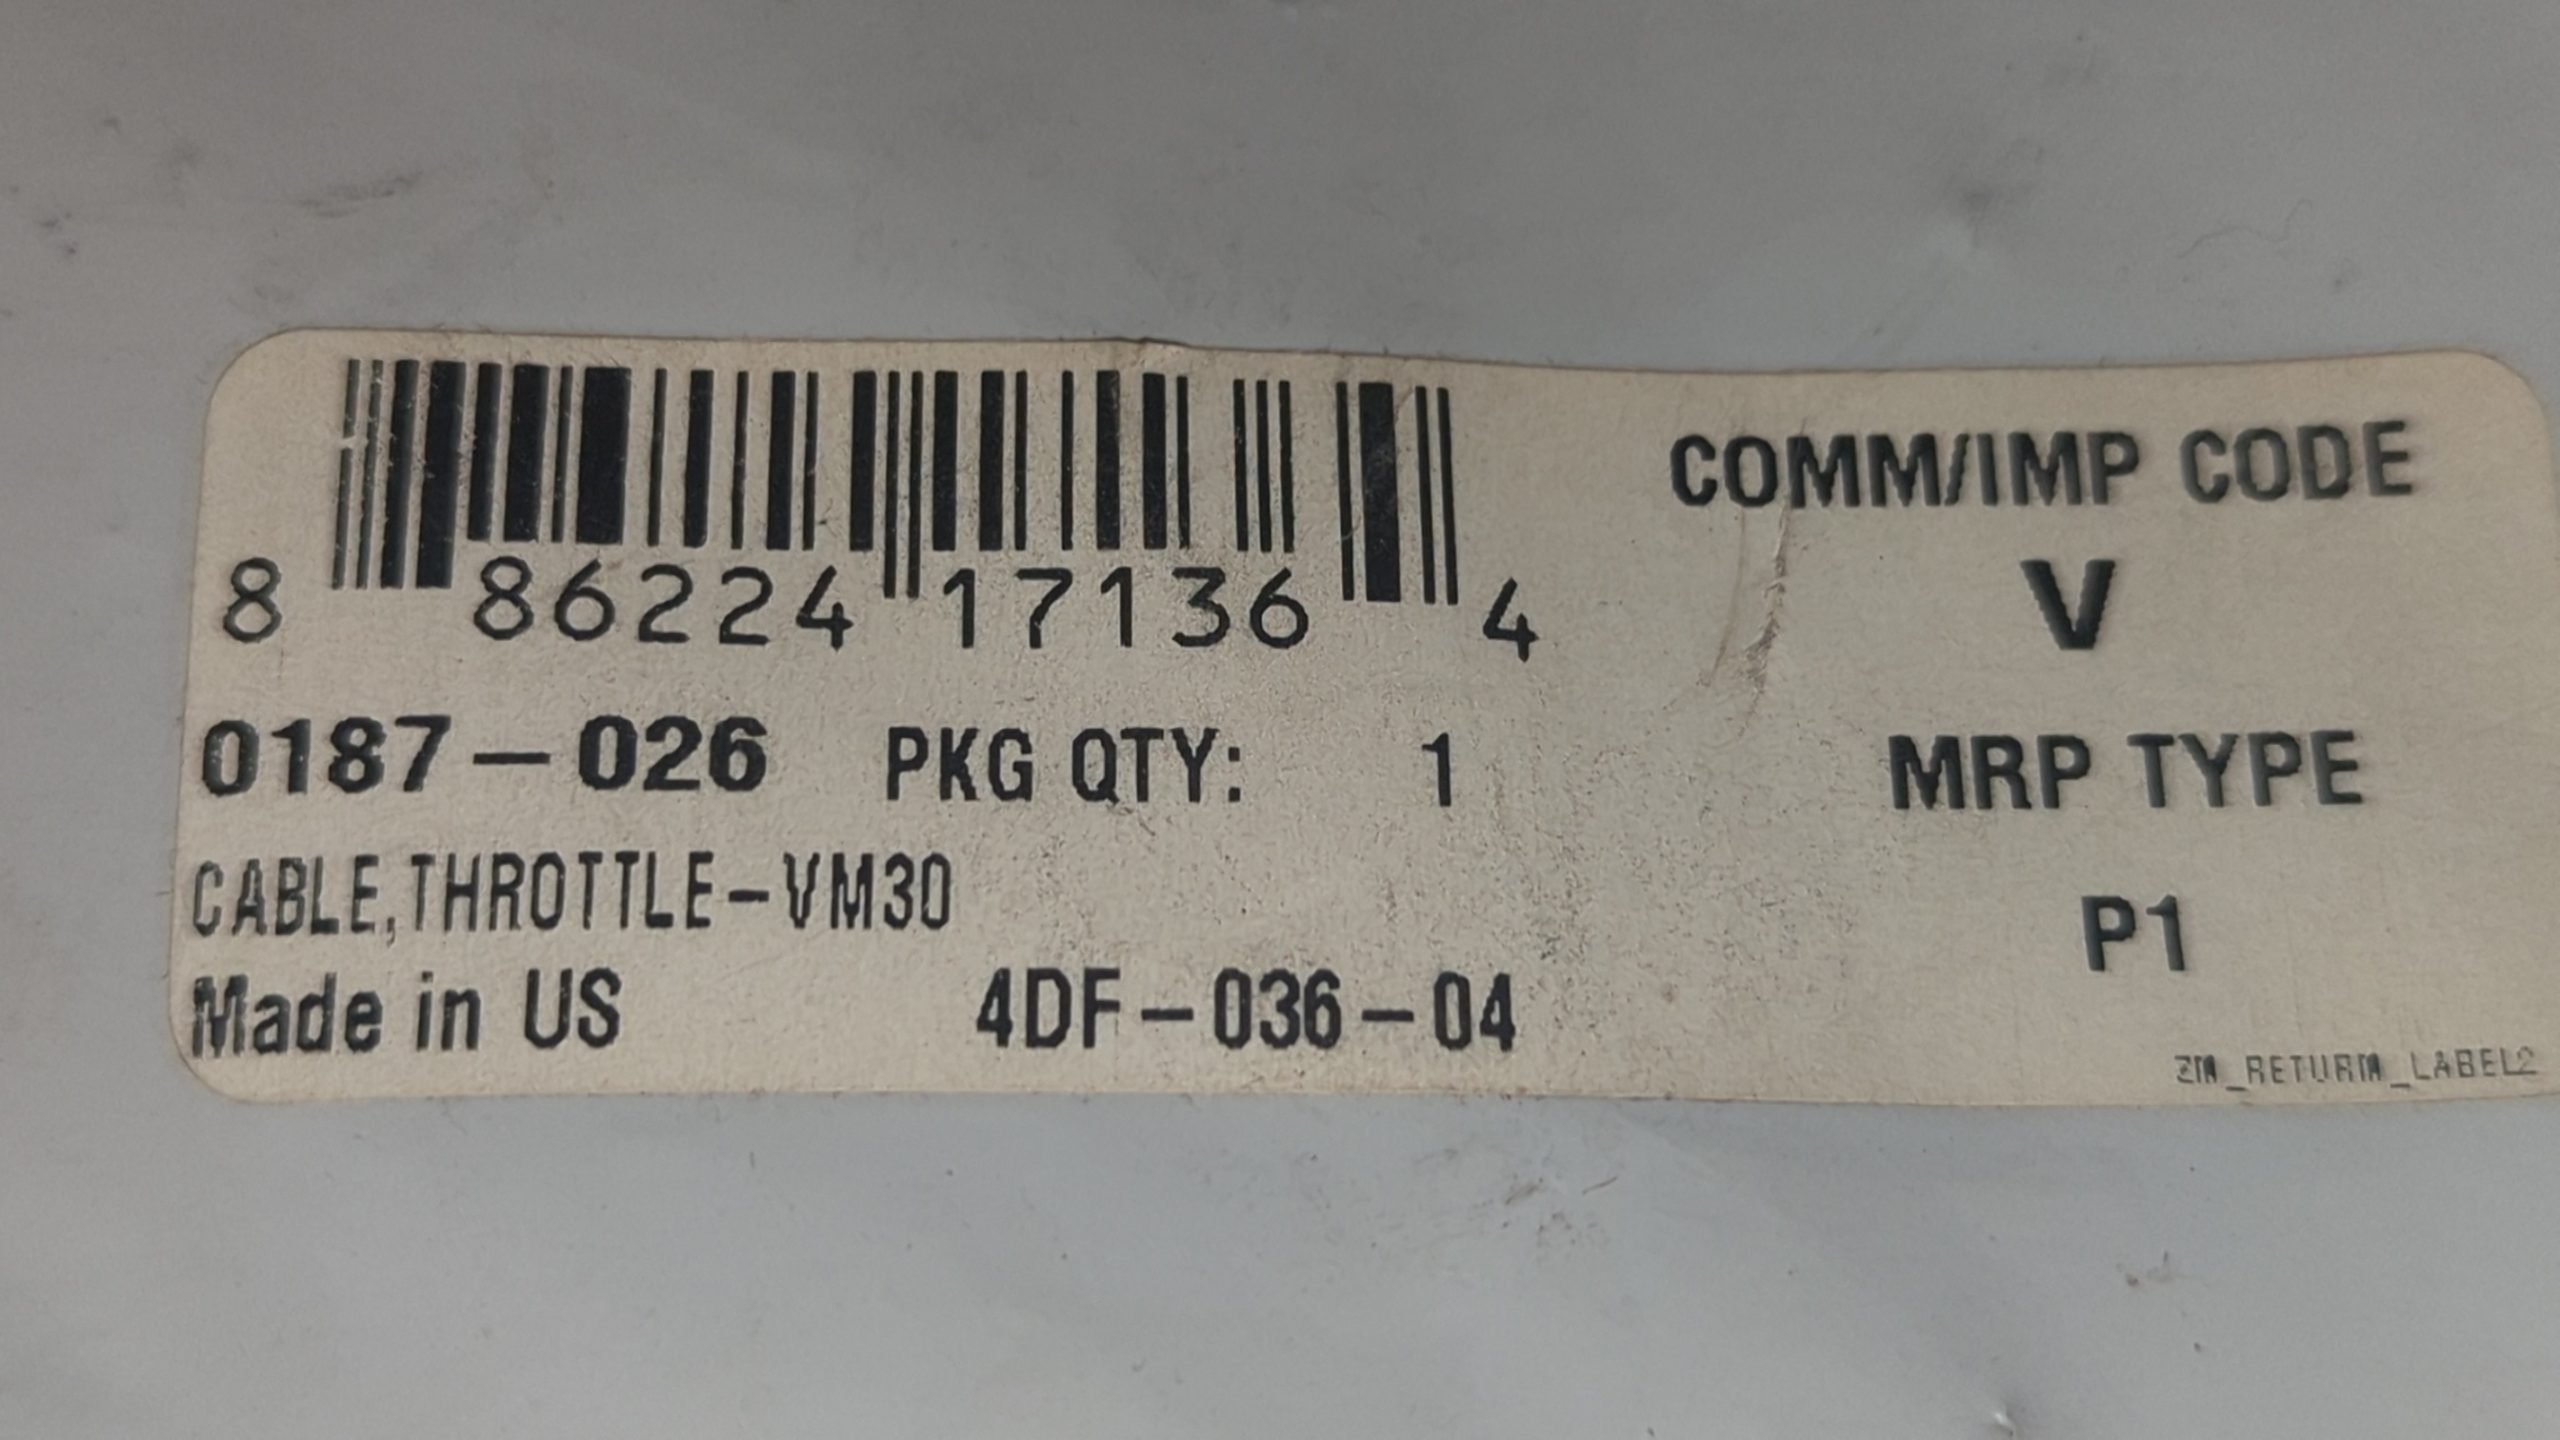 8 86224 17136 4
0187-026 PKG QTY: 1
CABLE,THROTTLE-VM30
Made in US 4DF-036-04
COMM/IMP CODE
V
MRP TYPE
P1
ZM_RETURM_LABEL2